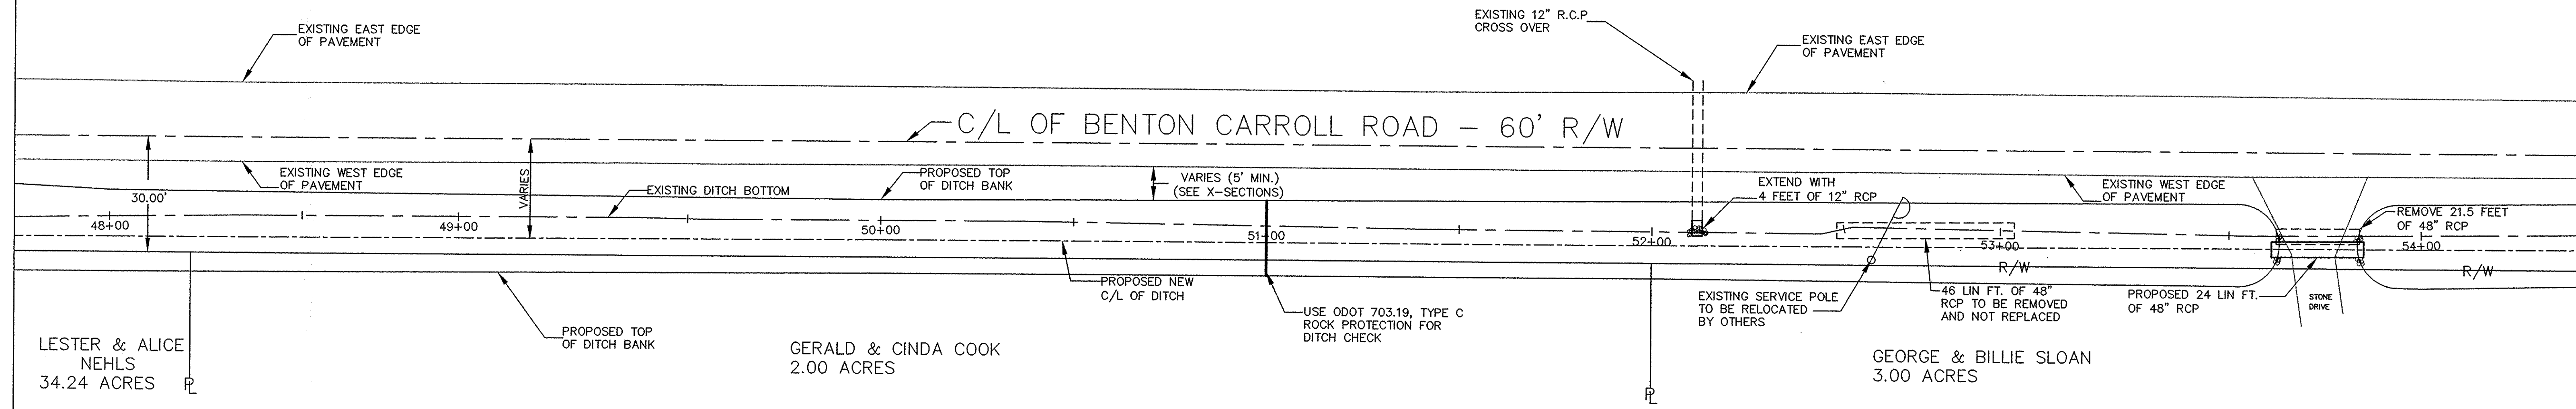 EXISTING EAST EDGE
OF PAVEMENT
EXISTING 12" R.C.P.
CROSS OVER
EXISTING EAST EDGE
OF PAVEMENT
C/L OF BENTON CARROLL ROAD - 60' R/W
EXISTING WEST EDGE
OF PAVEMENT
30.00'
VARIES
EXISTING DITCH BOTTOM
PROPOSED TOP
OF DITCH BANK
VARIES (5' MIN.)
(SEE X-SECTIONS)
EXTEND WITH
4 FEET OF 12" RCP
EXISTING WEST EDGE
OF PAVEMENT
REMOVE 21.5 FEET
OF 48" RCP
48+00
49+00
50+00
51+00
52+00
53+00
54+00
R/W
R/W
PROPOSED NEW
C/L OF DITCH
USE ODOT 703.19, TYPE C
ROCK PROTECTION FOR
DITCH CHECK
EXISTING SERVICE POLE
TO BE RELOCATED
BY OTHERS
46 LIN FT. OF 48"
RCP TO BE REMOVED
AND NOT REPLACED
PROPOSED 24 LIN FT.
OF 48" RCP
STONE
DRIVE
PROPOSED TOP
OF DITCH BANK
LESTER & ALICE
NEHLS
34.24 ACRES
PL
GERALD & CINDA COOK
2.00 ACRES
PL
GEORGE & BILLIE SLOAN
3.00 ACRES